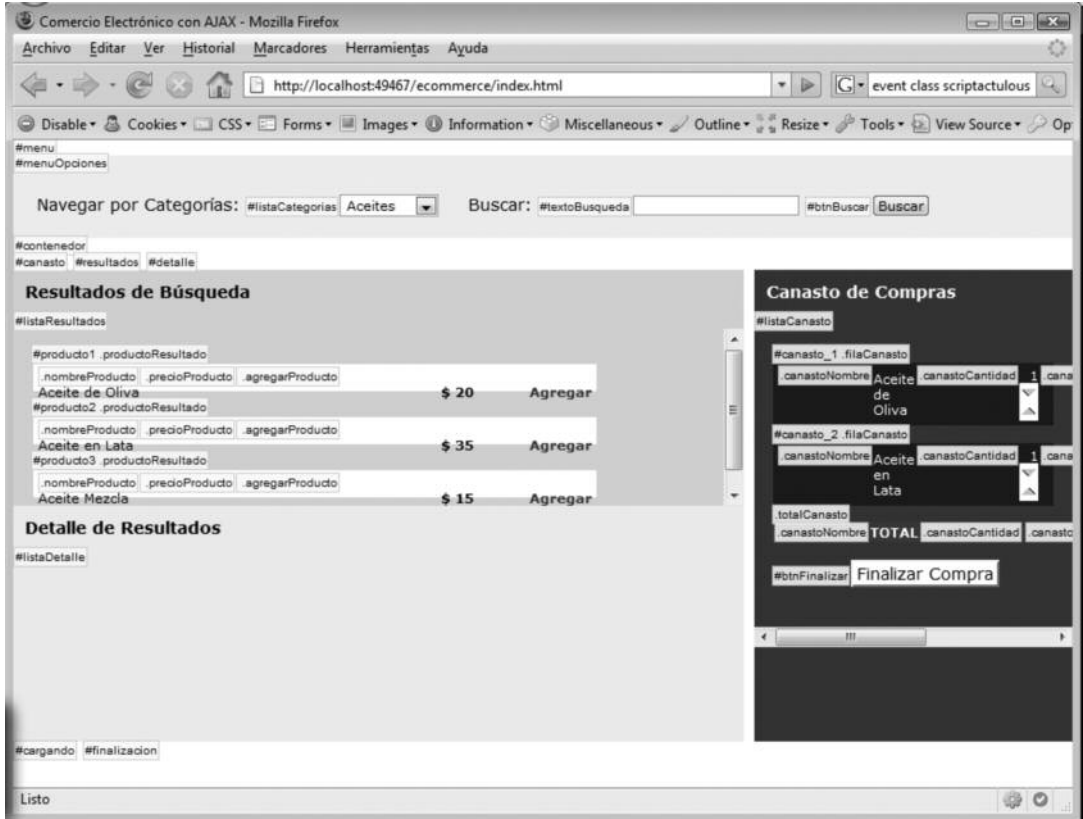 Comercio Electrónico con AJAX - Mozilla Firefox
Archivo Editar Ver Historial Marcadores Herramientas Ayuda
http://localhost:49467/ecommerce/index.html G event class scriptactulous
Disable Cookies CSS Forms Images Information Miscellaneous Outline Resize Tools View Source Op
#menu
#menuOpciones
Navegar por Categorías: #listaCategorias Aceites Buscar: #textoBusqueda #btnBuscar Buscar
#contenedor
#canasto #resultados #detalle
Resultados de Búsqueda
#listaResultados
#producto1 .productoResultado
.nombreProducto .precioProducto .agregarProducto
Aceite de Oliva $ 20 Agregar
#producto2 .productoResultado
.nombreProducto .precioProducto .agregarProducto
Aceite en Lata $ 35 Agregar
#producto3 .productoResultado
.nombreProducto .precioProducto .agregarProducto
Aceite Mezcla $ 15 Agregar
Detalle de Resultados
#listaDetalle
Canasto de Compras
#listaCanasto
#canasto_1 .filaCanasto
.canastoNombre Aceite .canastoCantidad 1 .cana
de
Oliva
#canasto_2 .filaCanasto
.canastoNombre Aceite .canastoCantidad 1 .cana
en
Lata
.totalCanasto
.canastoNombre TOTAL .canastoCantidad .canasto
#btnFinalizar Finalizar Compra
#cargando #finalizacion
Listo